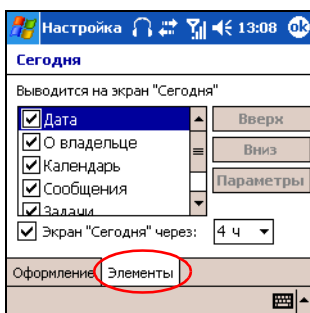 Настройка 13:08 ok
Сегодня
Выводится на экран "Сегодня"
Дата
Вверх
О владельце
Вниз
Календарь
Параметры
Сообщения
Задачи
Экран "Сегодня" через: 4 ч
Оформление Элементы